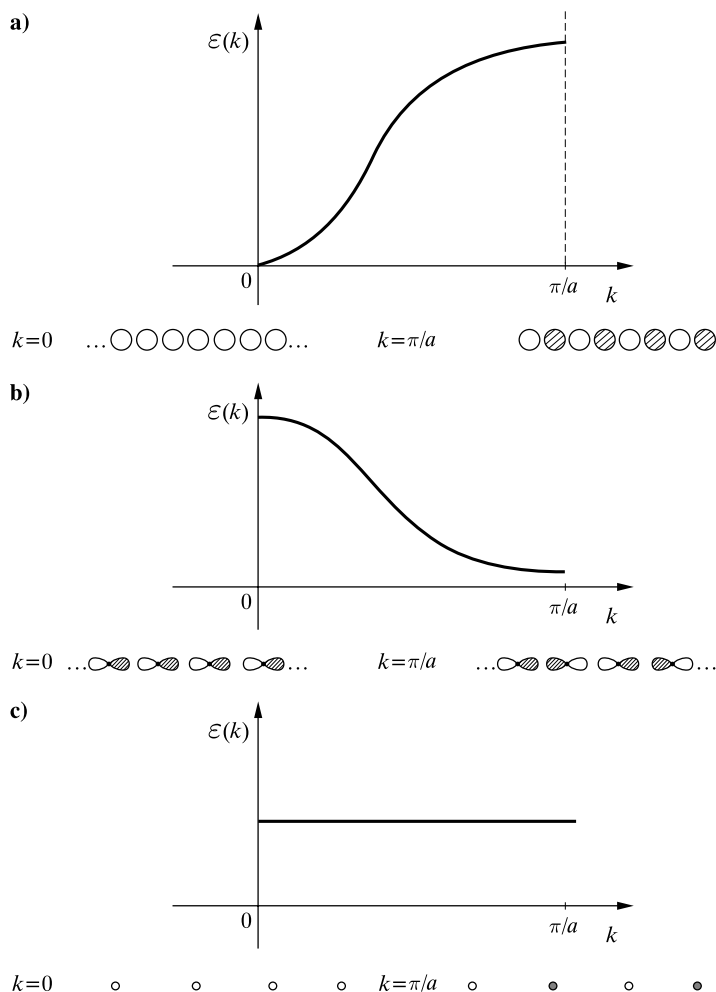 a)
ε(k)
0
π/a
k
k=0 ... ... k=π/a
b)
ε(k)
0
π/a
k
k=0 ... ... k=π/a ... ...
c)
ε(k)
0
π/a
k
k=0 k=π/a